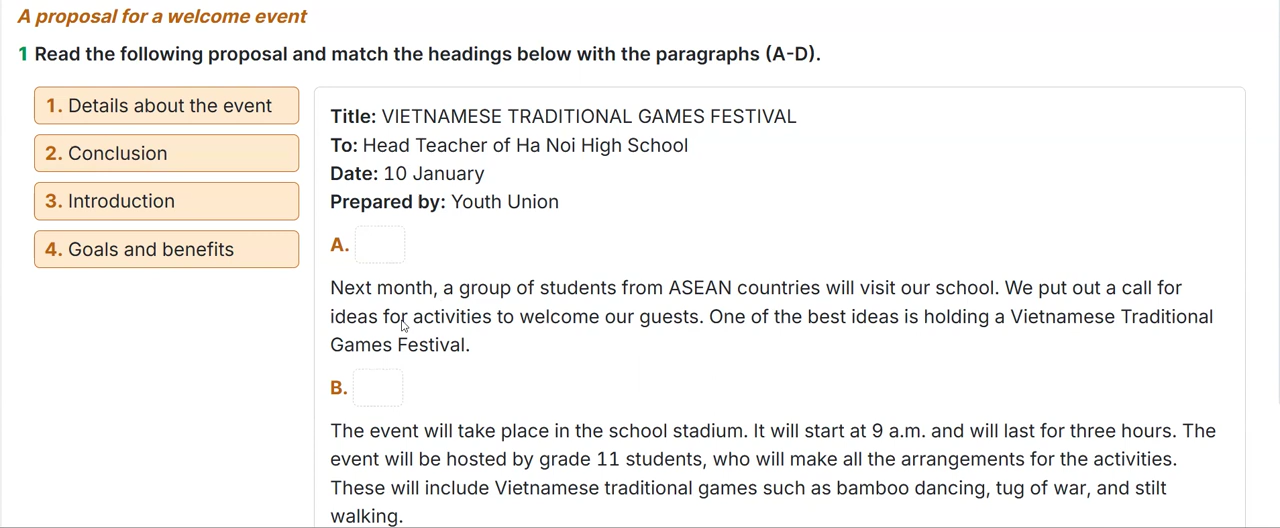 A proposal for a welcome event
1 Read the following proposal and match the headings below with the paragraphs (A-D).
1. Details about the event
2. Conclusion
3. Introduction
4. Goals and benefits
Title: VIETNAMESE TRADITIONAL GAMES FESTIVAL
To: Head Teacher of Ha Noi High School
Date: 10 January
Prepared by: Youth Union
A.
Next month, a group of students from ASEAN countries will visit our school. We put out a call for
ideas for activities to welcome our guests. One of the best ideas is holding a Vietnamese Traditional
Games Festival.
B.
The event will take place in the school stadium. It will start at 9 a.m. and will last for three hours. The
event will be hosted by grade 11 students, who will make all the arrangements for the activities.
These will include Vietnamese traditional games such as bamboo dancing, tug of war, and stilt
walking.